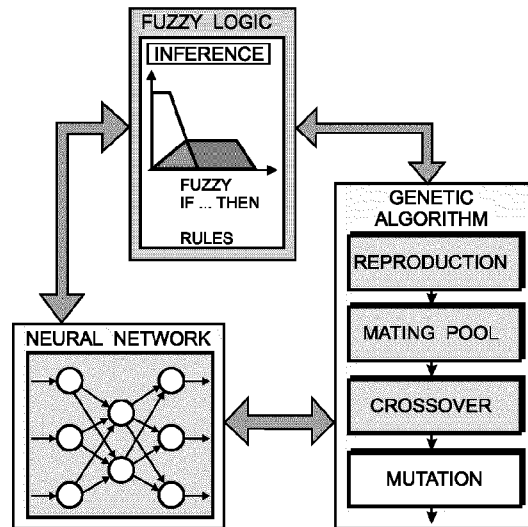 FUZZY LOGIC
INFERENCE
FUZZY
IF ... THEN
RULES
GENETIC
ALGORITHM
REPRODUCTION
MATING POOL
CROSSOVER
MUTATION
NEURAL NETWORK